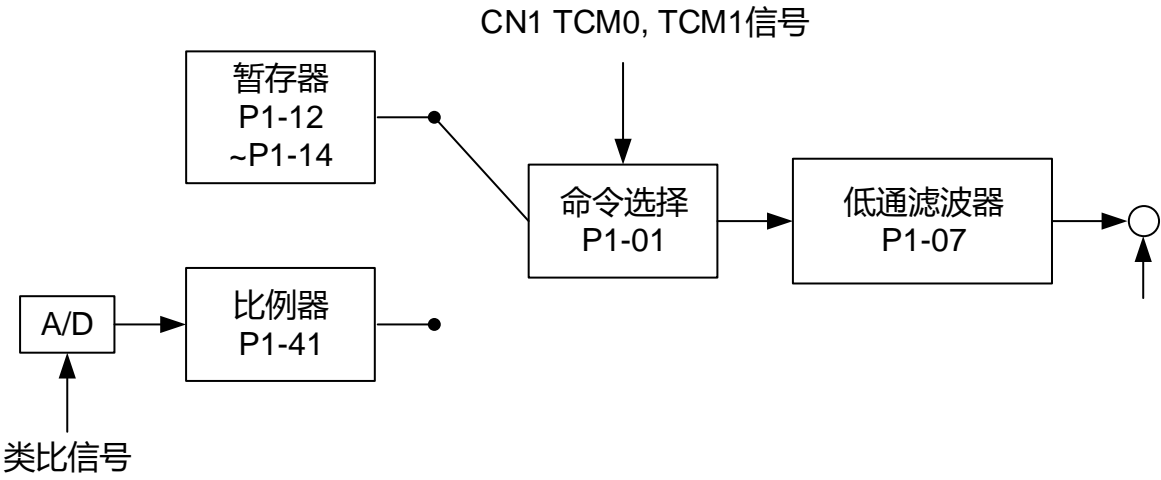 CN1 TCM0, TCM1信号
暂存器
P1-12
~P1-14
命令选择
P1-01
低通滤波器
P1-07
A/D
比例器
P1-41
类比信号